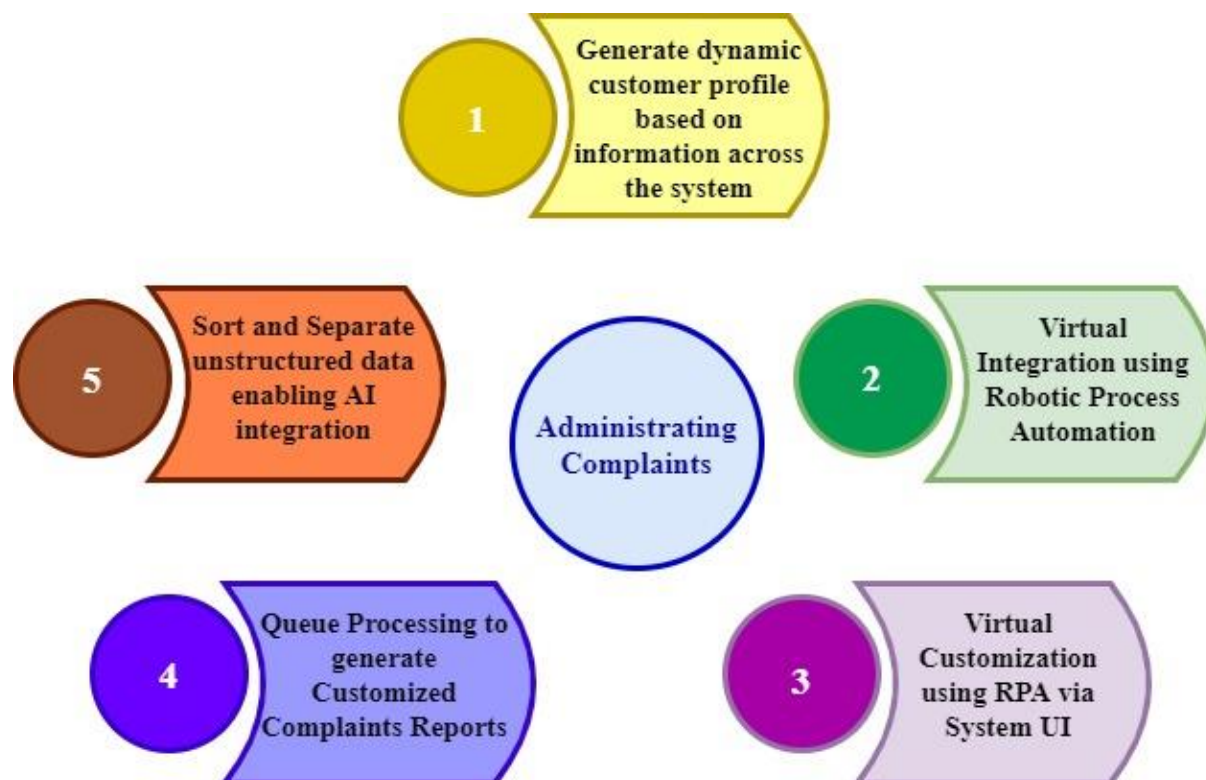 1
Generate dynamic
customer profile
based on
information across
the system
2
Virtual
Integration using
Robotic Process
Automation
3
Virtual
Customization
using RPA via
System UI
4
Queue Processing to
generate
Customized
Complaints Reports
5
Sort and Separate
unstructured data
enabling AI
integration
Administrating
Complaints